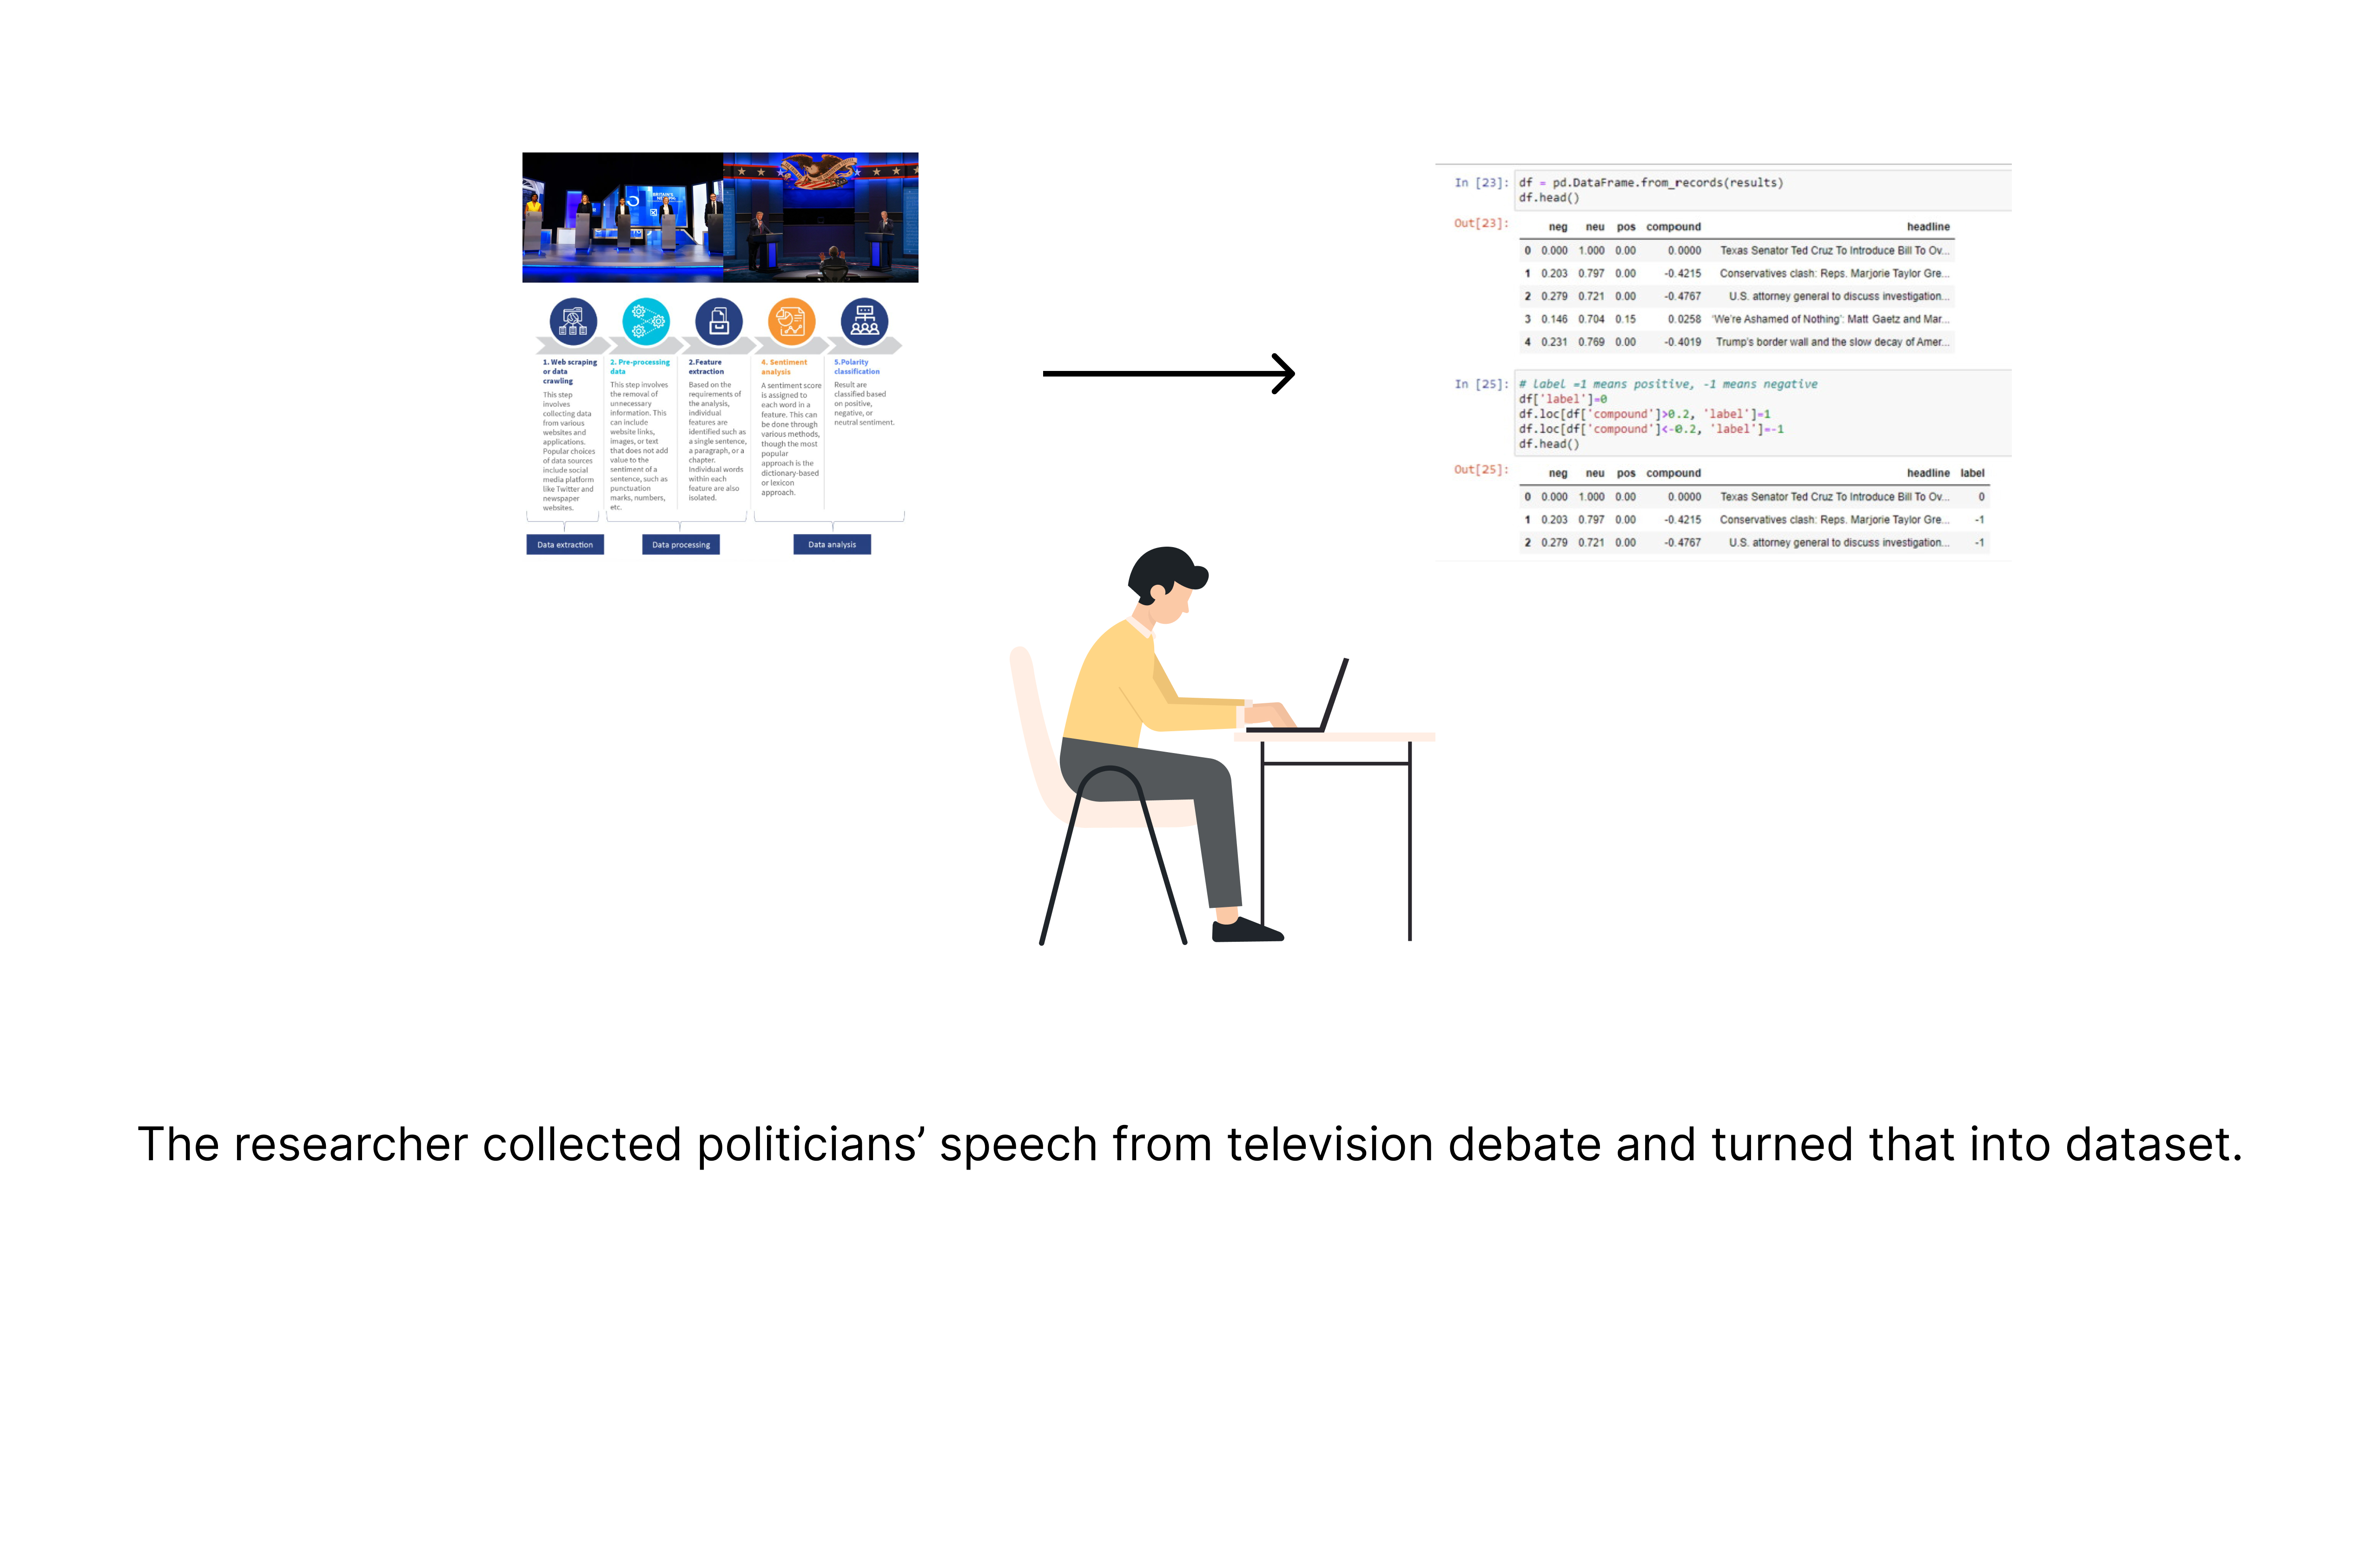 1. Web scraping
or data
crawling
This step
involves
collecting data
from various
websites and
applications.
Popular choices
of data sources
include social
media platform
like Twitter and
newspaper
websites.
2. Pre-processing
data
This step involves
the removal of
unnecessary
information. This
can include
website links,
images, or text
that does not add
value to the
sentiment of a
sentence, such as
punctuation
marks, numbers,
etc.
2.Feature
extraction
Based on the
requirements of
the analysis,
individual
features are
identified such as
a single sentence,
a paragraph, or a
chapter.
Individual words
within each
feature are also
isolated.
4. Sentiment
analysis
A sentiment score
is assigned to
each word in a
feature. This can
be done through
various methods,
though the most
popular
approach is the
dictionary-based
or lexicon
approach.
5.Polarity
classification
Result are
classified based
on positive,
negative, or
neutral sentiment.
Data extraction
Data processing
Data analysis
In [23]: df = pd.DataFrame.from_records(results)
df.head()
Out[23]:
neg neu pos compound headline
0 0.000 1.000 0.00 0.0000 Texas Senator Ted Cruz To Introduce Bill To Ov...
1 0.203 0.797 0.00 -0.4215 Conservatives clash: Reps. Marjorie Taylor Gre...
2 0.279 0.721 0.00 -0.4767 U.S. attorney general to discuss investigation...
3 0.146 0.704 0.15 0.0258 'We're Ashamed of Nothing': Matt Gaetz and Mar...
4 0.231 0.769 0.00 -0.4019 Trump's border wall and the slow decay of Amer...
In [25]: # label =1 means positive, -1 means negative
df['label']=0
df.loc[df['compound']>0.2, 'label']=1
df.loc[df['compound']<-0.2, 'label']=-1
df.head()
Out[25]:
neg neu pos compound headline label
0 0.000 1.000 0.00 0.0000 Texas Senator Ted Cruz To Introduce Bill To Ov... 0
1 0.203 0.797 0.00 -0.4215 Conservatives clash: Reps. Marjorie Taylor Gre... -1
2 0.279 0.721 0.00 -0.4767 U.S. attorney general to discuss investigation... -1
The researcher collected politicians’ speech from television debate and turned that into dataset.